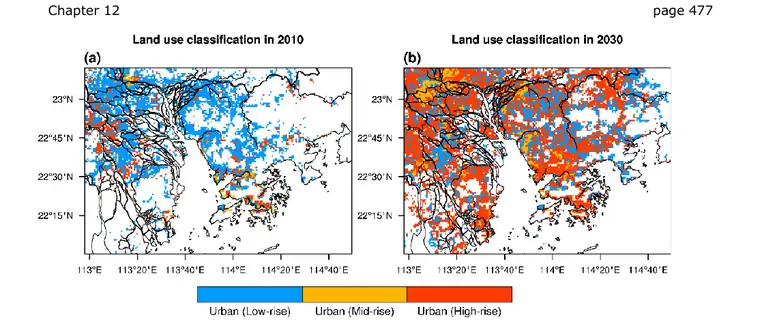 Chapter 12 page 477
Land use classification in 2010 Land use classification in 2030
(a) (b)
23°N 23°N
22°45'N 22°45'N
22°30'N 22°30'N
22°15'N 22°15'N
113°E 113°20'E 113°40'E 114°E 114°20'E 114°40'E 113°E 113°20'E 113°40'E 114°E 114°20'E 114°40'E
Urban (Low-rise) Urban (Mid-rise) Urban (High-rise)